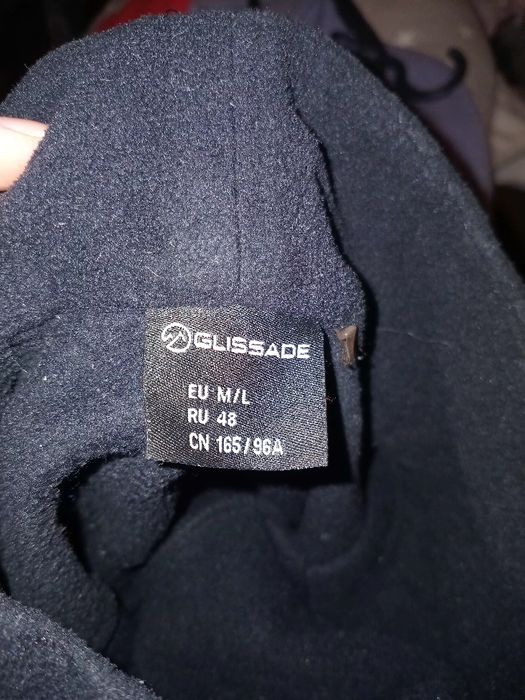 GLISSADE
EU M/L
RU 48
CN 165/96A